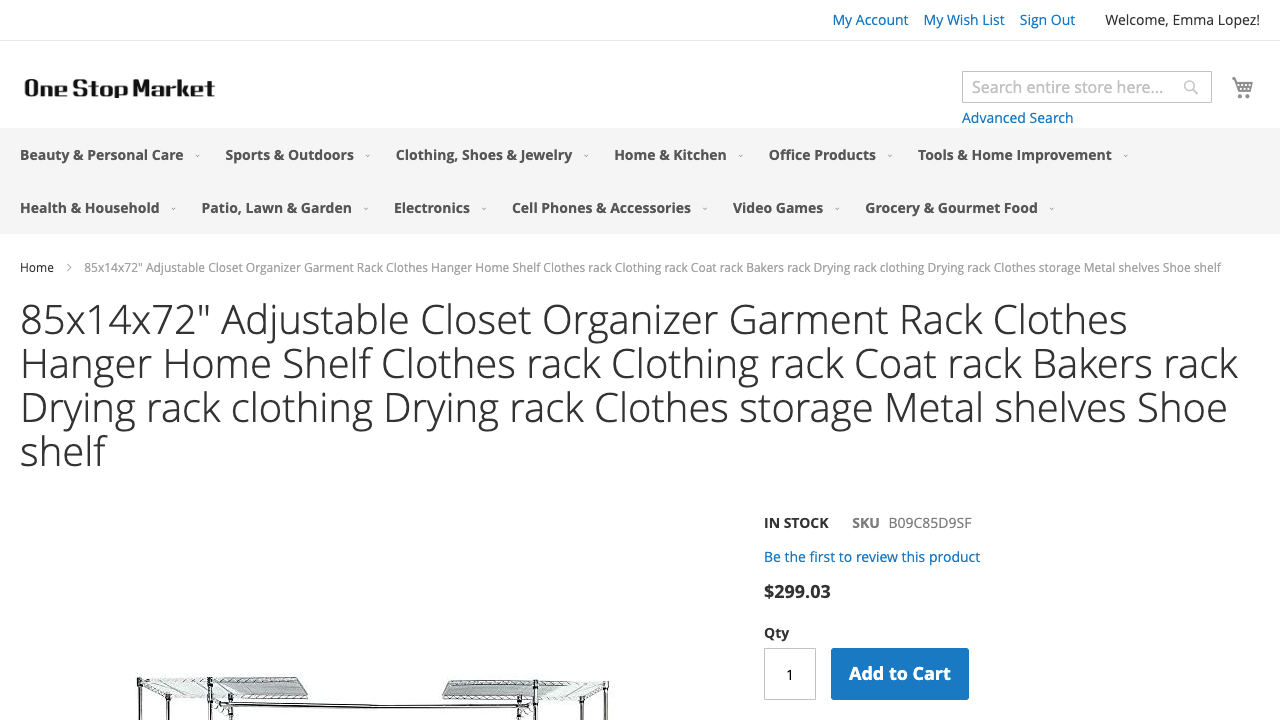 My Account My Wish List Sign Out Welcome, Emma Lopez!
One Stop Market
Search entire store here...
Advanced Search
Beauty & Personal Care Sports & Outdoors Clothing, Shoes & Jewelry Home & Kitchen Office Products Tools & Home Improvement
Health & Household Patio, Lawn & Garden Electronics Cell Phones & Accessories Video Games Grocery & Gourmet Food
Home 85x14x72" Adjustable Closet Organizer Garment Rack Clothes Hanger Home Shelf Clothes rack Clothing rack Coat rack Bakers rack Drying rack clothing Drying rack Clothes storage Metal shelves Shoe shelf
85x14x72" Adjustable Closet Organizer Garment Rack Clothes
Hanger Home Shelf Clothes rack Clothing rack Coat rack Bakers rack
Drying rack clothing Drying rack Clothes storage Metal shelves Shoe
shelf
IN STOCK SKU B09C85D9SF
Be the first to review this product
$299.03
Qty
1 Add to Cart